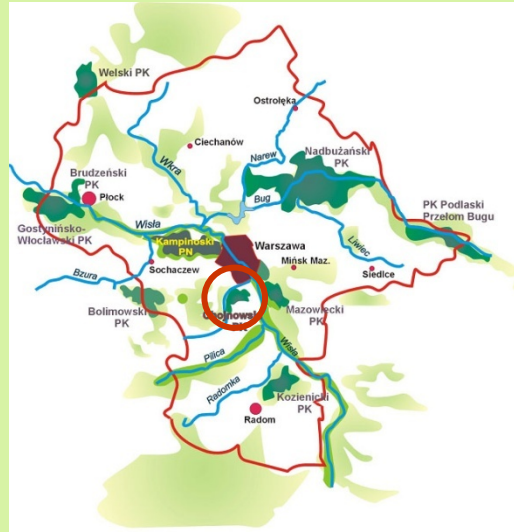 Welski PK
Ostrołęka
Ciechanów
Wkra
Narew
Nadbużański
PK
Brudzeński
PK
Płock
Bug
PK Podlaski
Przełom Bugu
Gostynińsko-
Włocławski PK
Wisła
Kampinoski
PN
Warszawa
Liwiec
Mińsk Maz.
Siedlce
Sochaczew
Bzura
Bolimowski
PK
Chojnowski
PK
Mazowiecki
PK
Pilica
Wisła
Radomka
Kozienicki
PK
Radom